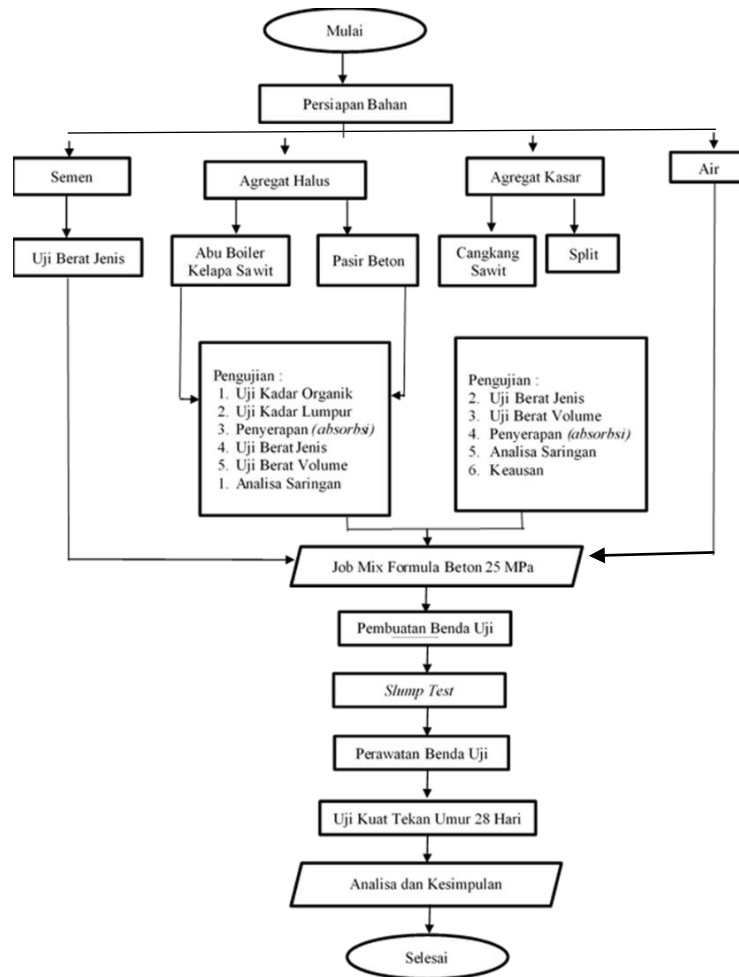 Mulai
Persiapan Bahan
Semen
Agregat Halus
Agregat Kasar
Air
Uji Berat Jenis
Abu Boiler
Kelapa Sawit
Pasir Beton
Cangkang
Sawit
Split
Pengujian :
1. Uji Kadar Organik
2. Uji Kadar Lumpur
3. Penyerapan (absorbsi)
4. Uji Berat Jenis
5. Uji Berat Volume
1. Analisa Saringan
Pengujian :
2. Uji Berat Jenis
3. Uji Berat Volume
4. Penyerapan (absorbsi)
5. Analisa Saringan
6. Keausan
Job Mix Formula Beton 25 MPa
Pembuatan Benda Uji
Slump Test
Perawatan Benda Uji
Uji Kuat Tekan Umur 28 Hari
Analisa dan Kesimpulan
Selesai